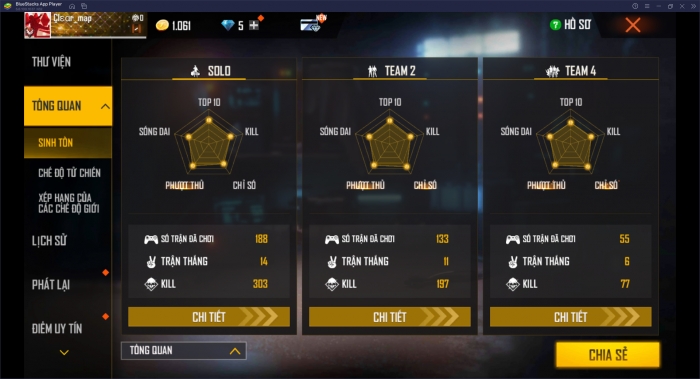 BlueStacks App Player
Clear_map
0
1.061
5
NEW
? HỒ SƠ
THƯ VIỆN
TỔNG QUAN
SINH TỒN
CHẾ ĐỘ TỬ CHIẾN
XẾP HẠNG CỦA
CÁC CHẾ ĐỘ GIỚI
LỊCH SỬ
PHÁT LẠI
ĐIỂM UY TÍN
SOLO
TOP 10
SỐNG DAI
KILL
PHƯỢT THỦ
CHỈ SỐ
SỐ TRẬN ĐÃ CHƠI 188
TRẬN THẮNG 14
KILL 303
CHI TIẾT
TEAM 2
TOP 10
SỐNG DAI
KILL
PHƯỢT THỦ
CHỈ SỐ
SỐ TRẬN ĐÃ CHƠI 133
TRẬN THẮNG 11
KILL 197
CHI TIẾT
TEAM 4
TOP 10
SỐNG DAI
KILL
PHƯỢT THỦ
CHỈ SỐ
SỐ TRẬN ĐÃ CHƠI 55
TRẬN THẮNG 6
KILL 77
CHI TIẾT
TỔNG QUAN
CHIA SẺ